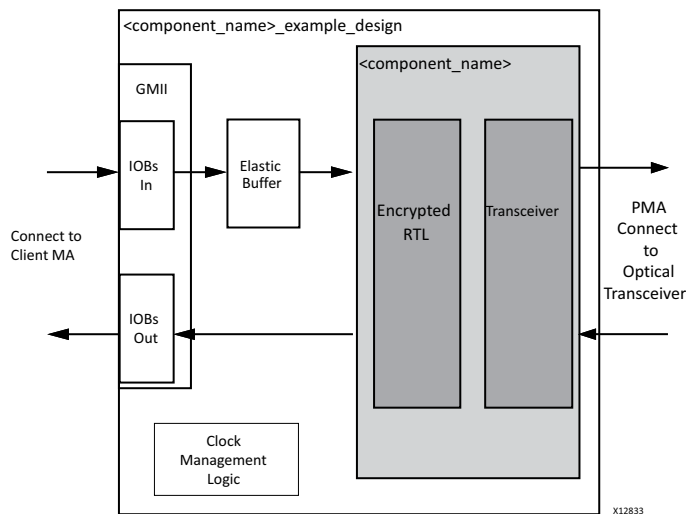 <component_name>_example_design
<component_name>
GMII
IOBs
In
Elastic
Buffer
Encrypted
RTL
Transceiver
PMA
Connect
to
Optical
Transceiver
Connect to
Client MA
IOBs
Out
Clock
Management
Logic
X12833